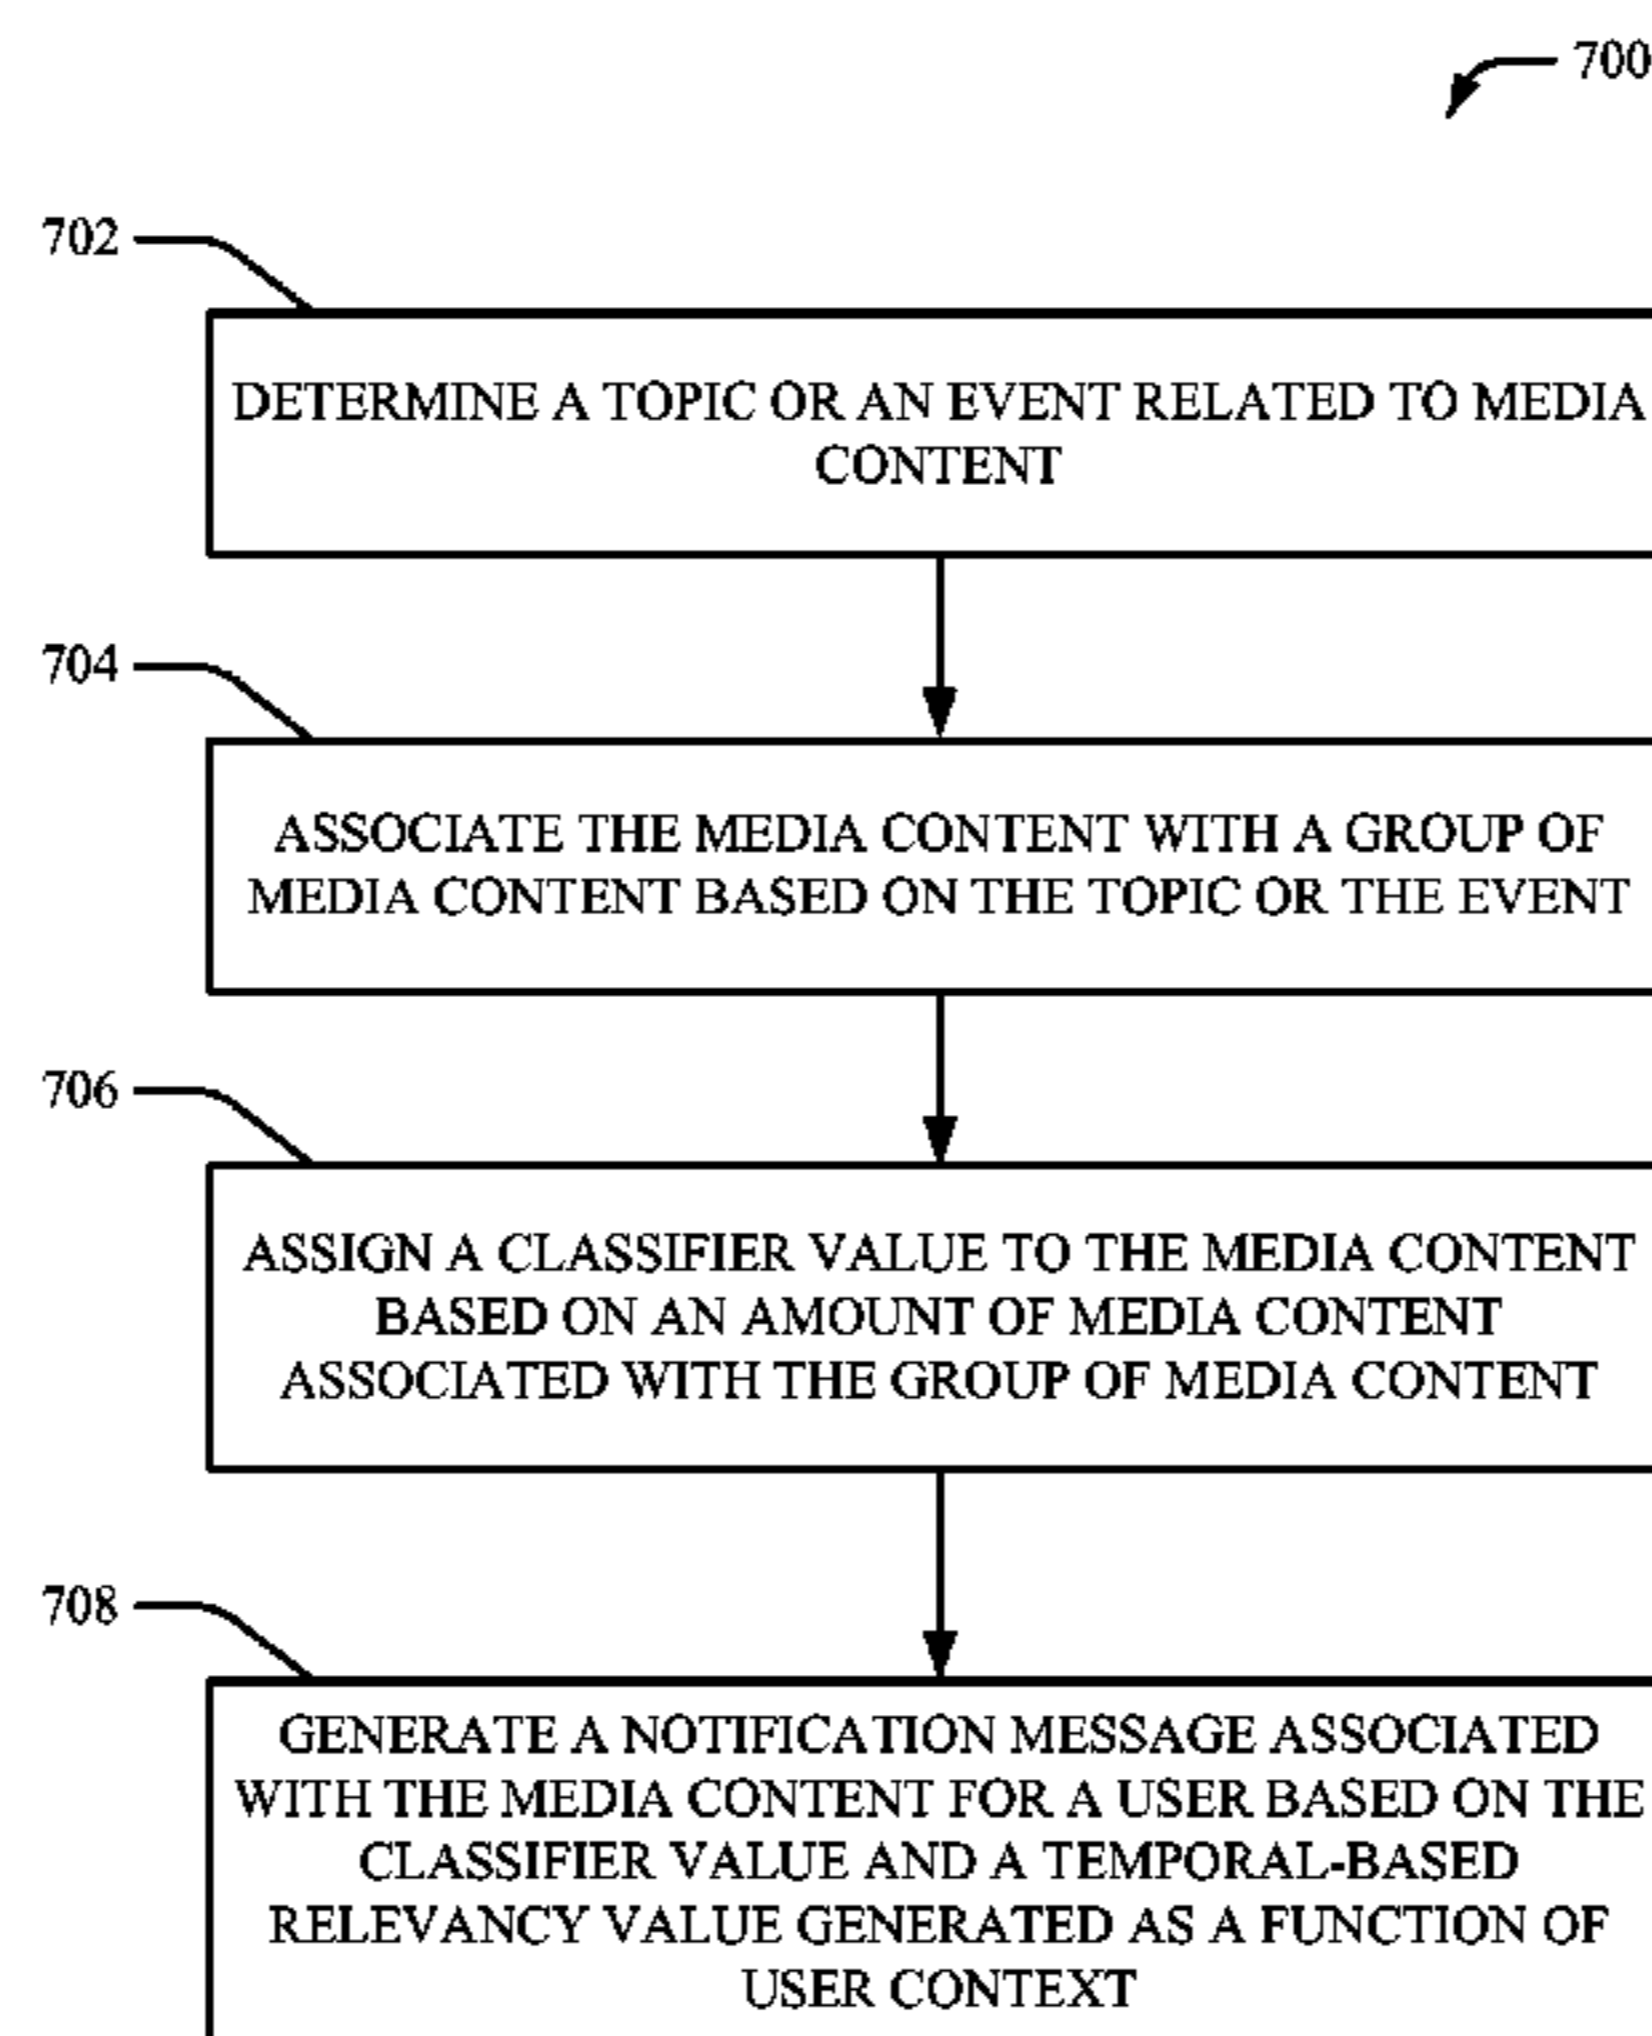 700
702
DETERMINE A TOPIC OR AN EVENT RELATED TO MEDIA
CONTENT
704
ASSOCIATE THE MEDIA CONTENT WITH A GROUP OF
MEDIA CONTENT BASED ON THE TOPIC OR THE EVENT
706
ASSIGN A CLASSIFIER VALUE TO THE MEDIA CONTENT
BASED ON AN AMOUNT OF MEDIA CONTENT
ASSOCIATED WITH THE GROUP OF MEDIA CONTENT
708
GENERATE A NOTIFICATION MESSAGE ASSOCIATED
WITH THE MEDIA CONTENT FOR A USER BASED ON THE
CLASSIFIER VALUE AND A TEMPORAL-BASED
RELEVANCY VALUE GENERATED AS A FUNCTION OF
USER CONTEXT